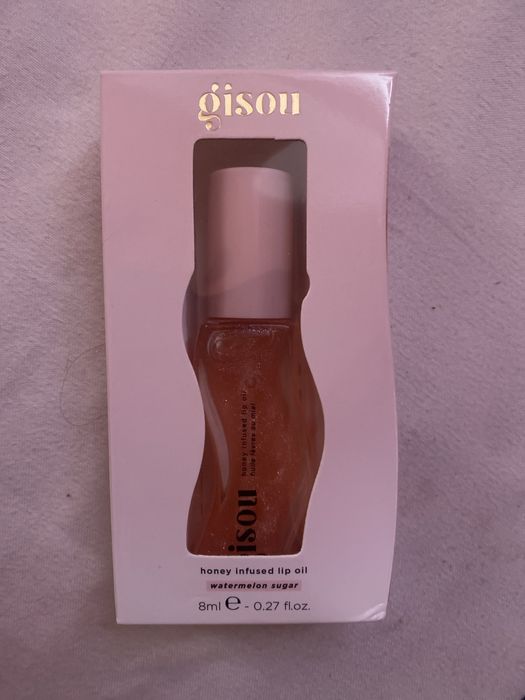 gisou
honey infused lip oil
huile lèvres au miel
gisou
honey infused lip oil
watermelon sugar
8ml ℮ - 0.27 fl.oz.